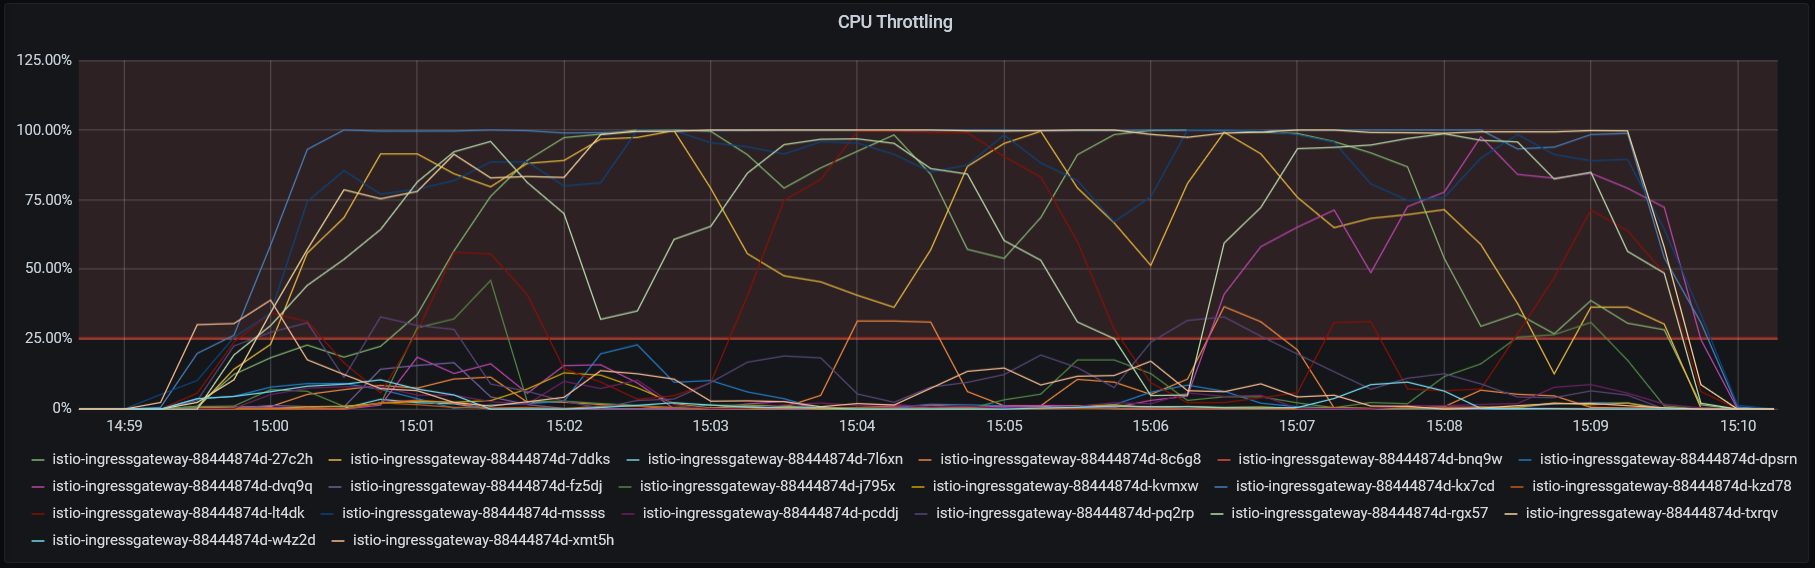 CPU Throttling
125.00%
100.00%
75.00%
50.00%
25.00%
0%
14:59 15:00 15:01 15:02 15:03 15:04 15:05 15:06 15:07 15:08 15:09 15:10
istio-ingressgateway-88444874d-27c2h istio-ingressgateway-88444874d-7ddks istio-ingressgateway-88444874d-7l6xn istio-ingressgateway-88444874d-8c6g8 istio-ingressgateway-88444874d-bnq9w istio-ingressgateway-88444874d-dpsrn
istio-ingressgateway-88444874d-dvq9q istio-ingressgateway-88444874d-fz5dj istio-ingressgateway-88444874d-j795x istio-ingressgateway-88444874d-kvmxw istio-ingressgateway-88444874d-kx7cd istio-ingressgateway-88444874d-kzd78
istio-ingressgateway-88444874d-lt4dk istio-ingressgateway-88444874d-mssss istio-ingressgateway-88444874d-pcddj istio-ingressgateway-88444874d-pq2rp istio-ingressgateway-88444874d-rgx57 istio-ingressgateway-88444874d-txrqv
istio-ingressgateway-88444874d-w4z2d istio-ingressgateway-88444874d-xmt5h